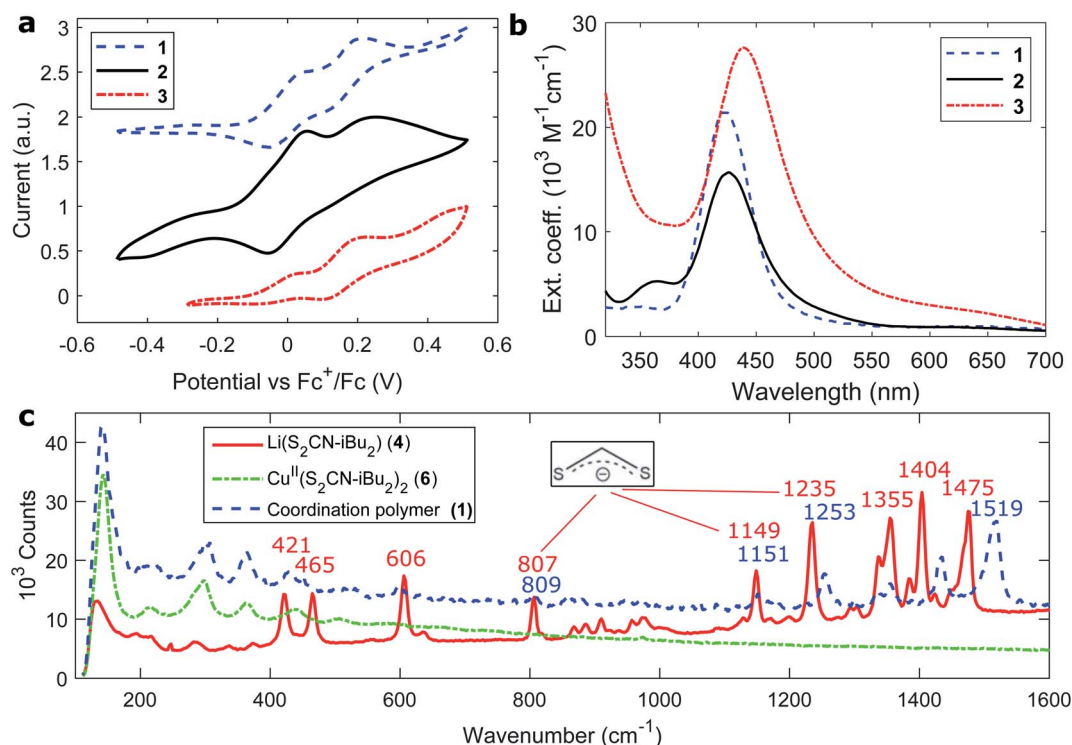 a
3
2.5
2
1.5
1
0.5
0
Current (a.u.)
1
2
3
-0.6 -0.4 -0.2 0 0.2 0.4 0.6
Potential vs Fc⁺/Fc (V)
b
30
20
10
0
Ext. coeff. (10³ M⁻¹cm⁻¹)
1
2
3
350 400 450 500 550 600 650 700
Wavelength (nm)
c
40
30
20
10
0
10³ Counts
Li(S₂CN-iBu₂) (4)
Cuᴵᴵ(S₂CN-iBu₂)₂ (6)
Coordination polymer (1)
S S
⊖
421
465
606
807
809
1149
1151
1235
1253
1355
1404
1475
1519
200 400 600 800 1000 1200 1400 1600
Wavenumber (cm⁻¹)